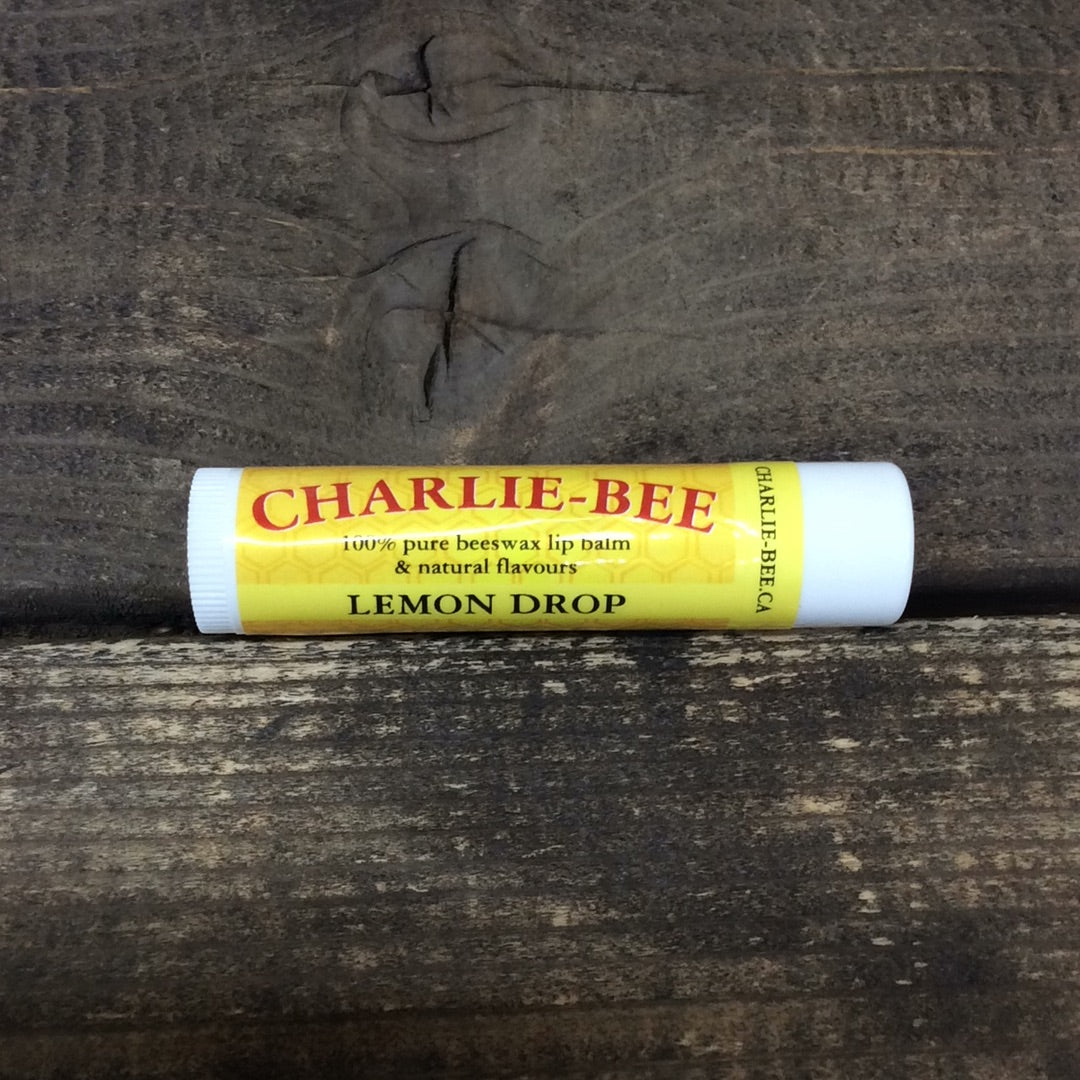 CHARLIE-BEE
100% pure beeswax lip balm
& natural flavours
LEMON DROP
CHARLIE-BEE.CA